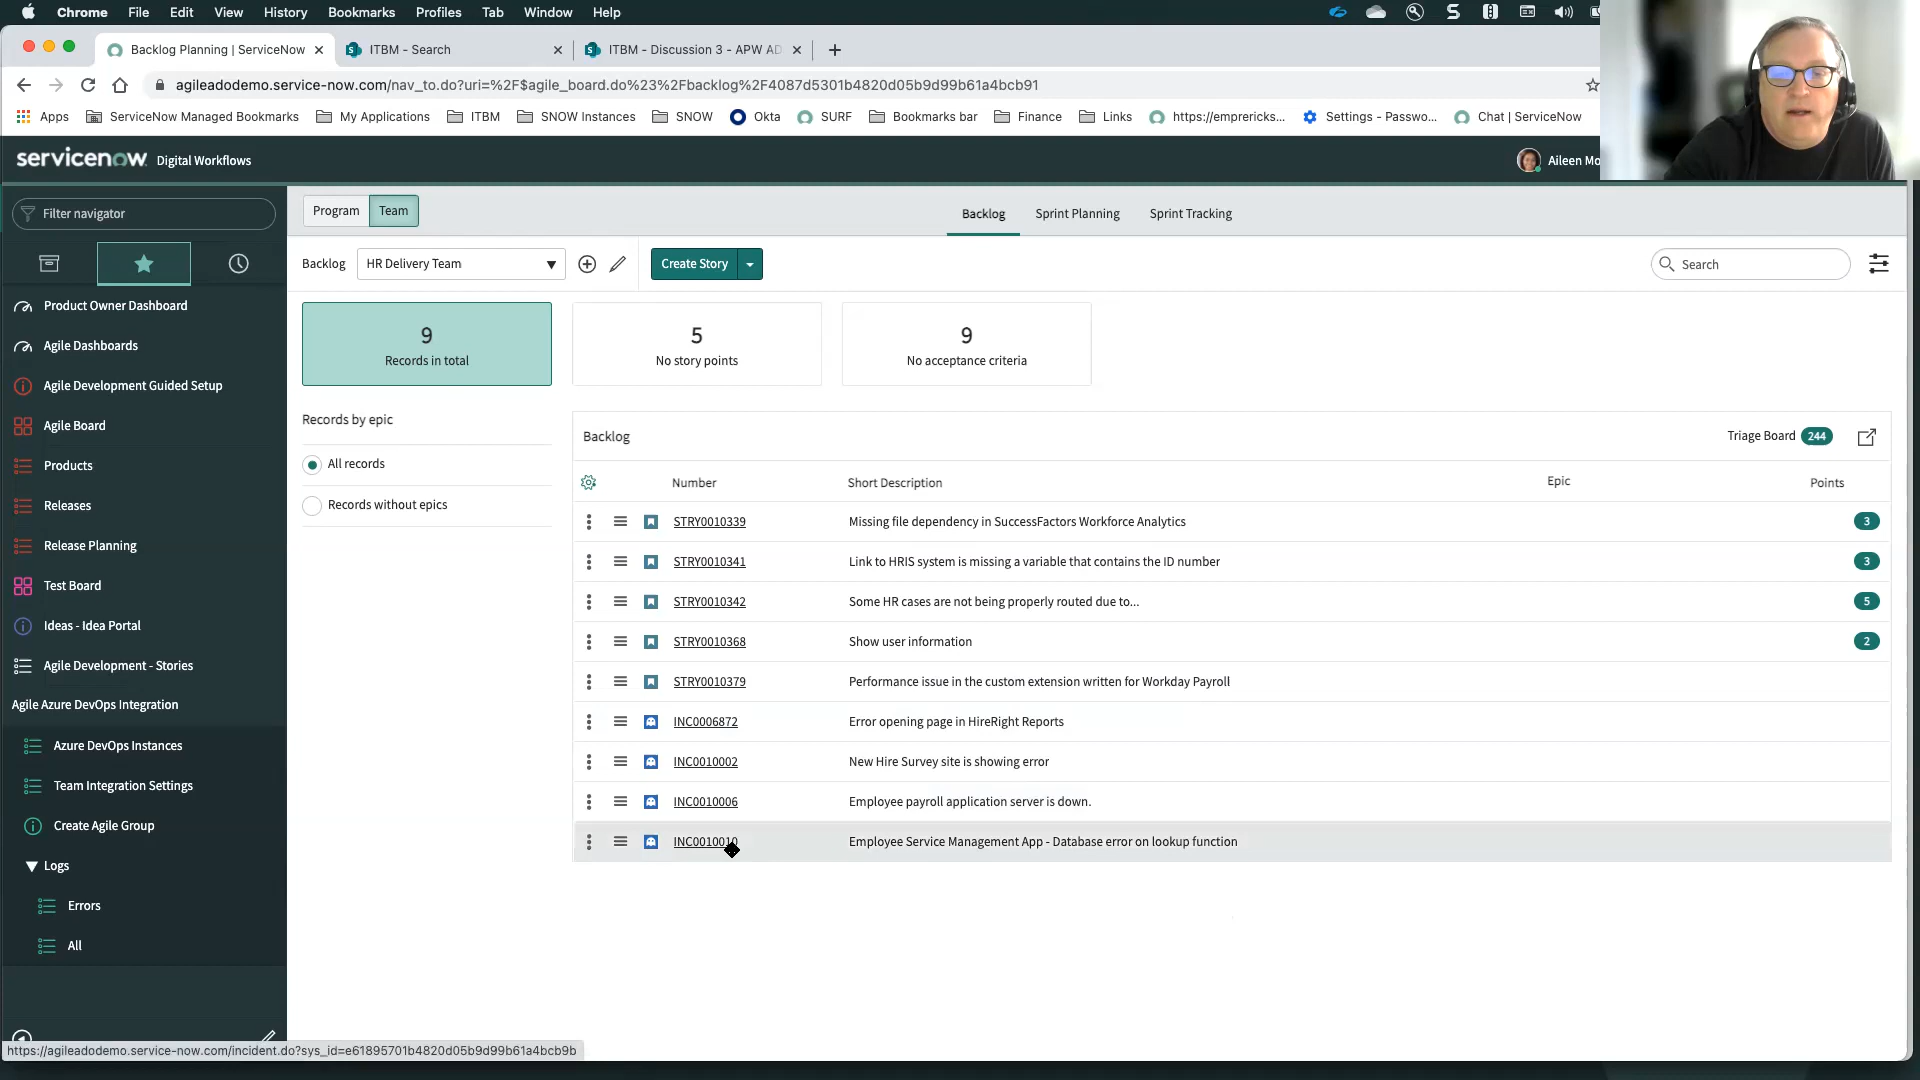 Chrome File Edit View History Bookmarks Profiles Tab Window Help
Backlog Planning | ServiceNow ITBM - Search ITBM - Discussion 3 - APW AD
agileadodemo.service-now.com/nav_to.do?uri=%2F$agile_board.do%23%2Fbacklog%2F4087d5301b4820d05b9d99b61a4bcb91
Apps ServiceNow Managed Bookmarks My Applications ITBM SNOW Instances SNOW Okta SURF Bookmarks bar Finance Links https://emprericks... Settings - Passwo... Chat | ServiceNow
servicenow Digital Workflows Aileen Mo
Filter navigator
Product Owner Dashboard
Agile Dashboards
Agile Development Guided Setup
Agile Board
Products
Releases
Release Planning
Test Board
Ideas - Idea Portal
Agile Development - Stories
Agile Azure DevOps Integration
Azure DevOps Instances
Team Integration Settings
Create Agile Group
Logs
Errors
All
https://agileadodemo.service-now.com/incident.do?sys_id=e61895701b4820d05b9d99b61a4bcb9b
Program Team Backlog Sprint Planning Sprint Tracking
Backlog HR Delivery Team Create Story Search
9
Records in total
5
No story points
9
No acceptance criteria
Records by epic
All records
Records without epics
Backlog Triage Board 244
Number Short Description Epic Points
STRY0010339 Missing file dependency in SuccessFactors Workforce Analytics 3
STRY0010341 Link to HRIS system is missing a variable that contains the ID number 3
STRY0010342 Some HR cases are not being properly routed due to... 5
STRY0010368 Show user information 2
STRY0010379 Performance issue in the custom extension written for Workday Payroll
INC0006872 Error opening page in HireRight Reports
INC0010002 New Hire Survey site is showing error
INC0010006 Employee payroll application server is down.
INC0010010 Employee Service Management App - Database error on lookup function